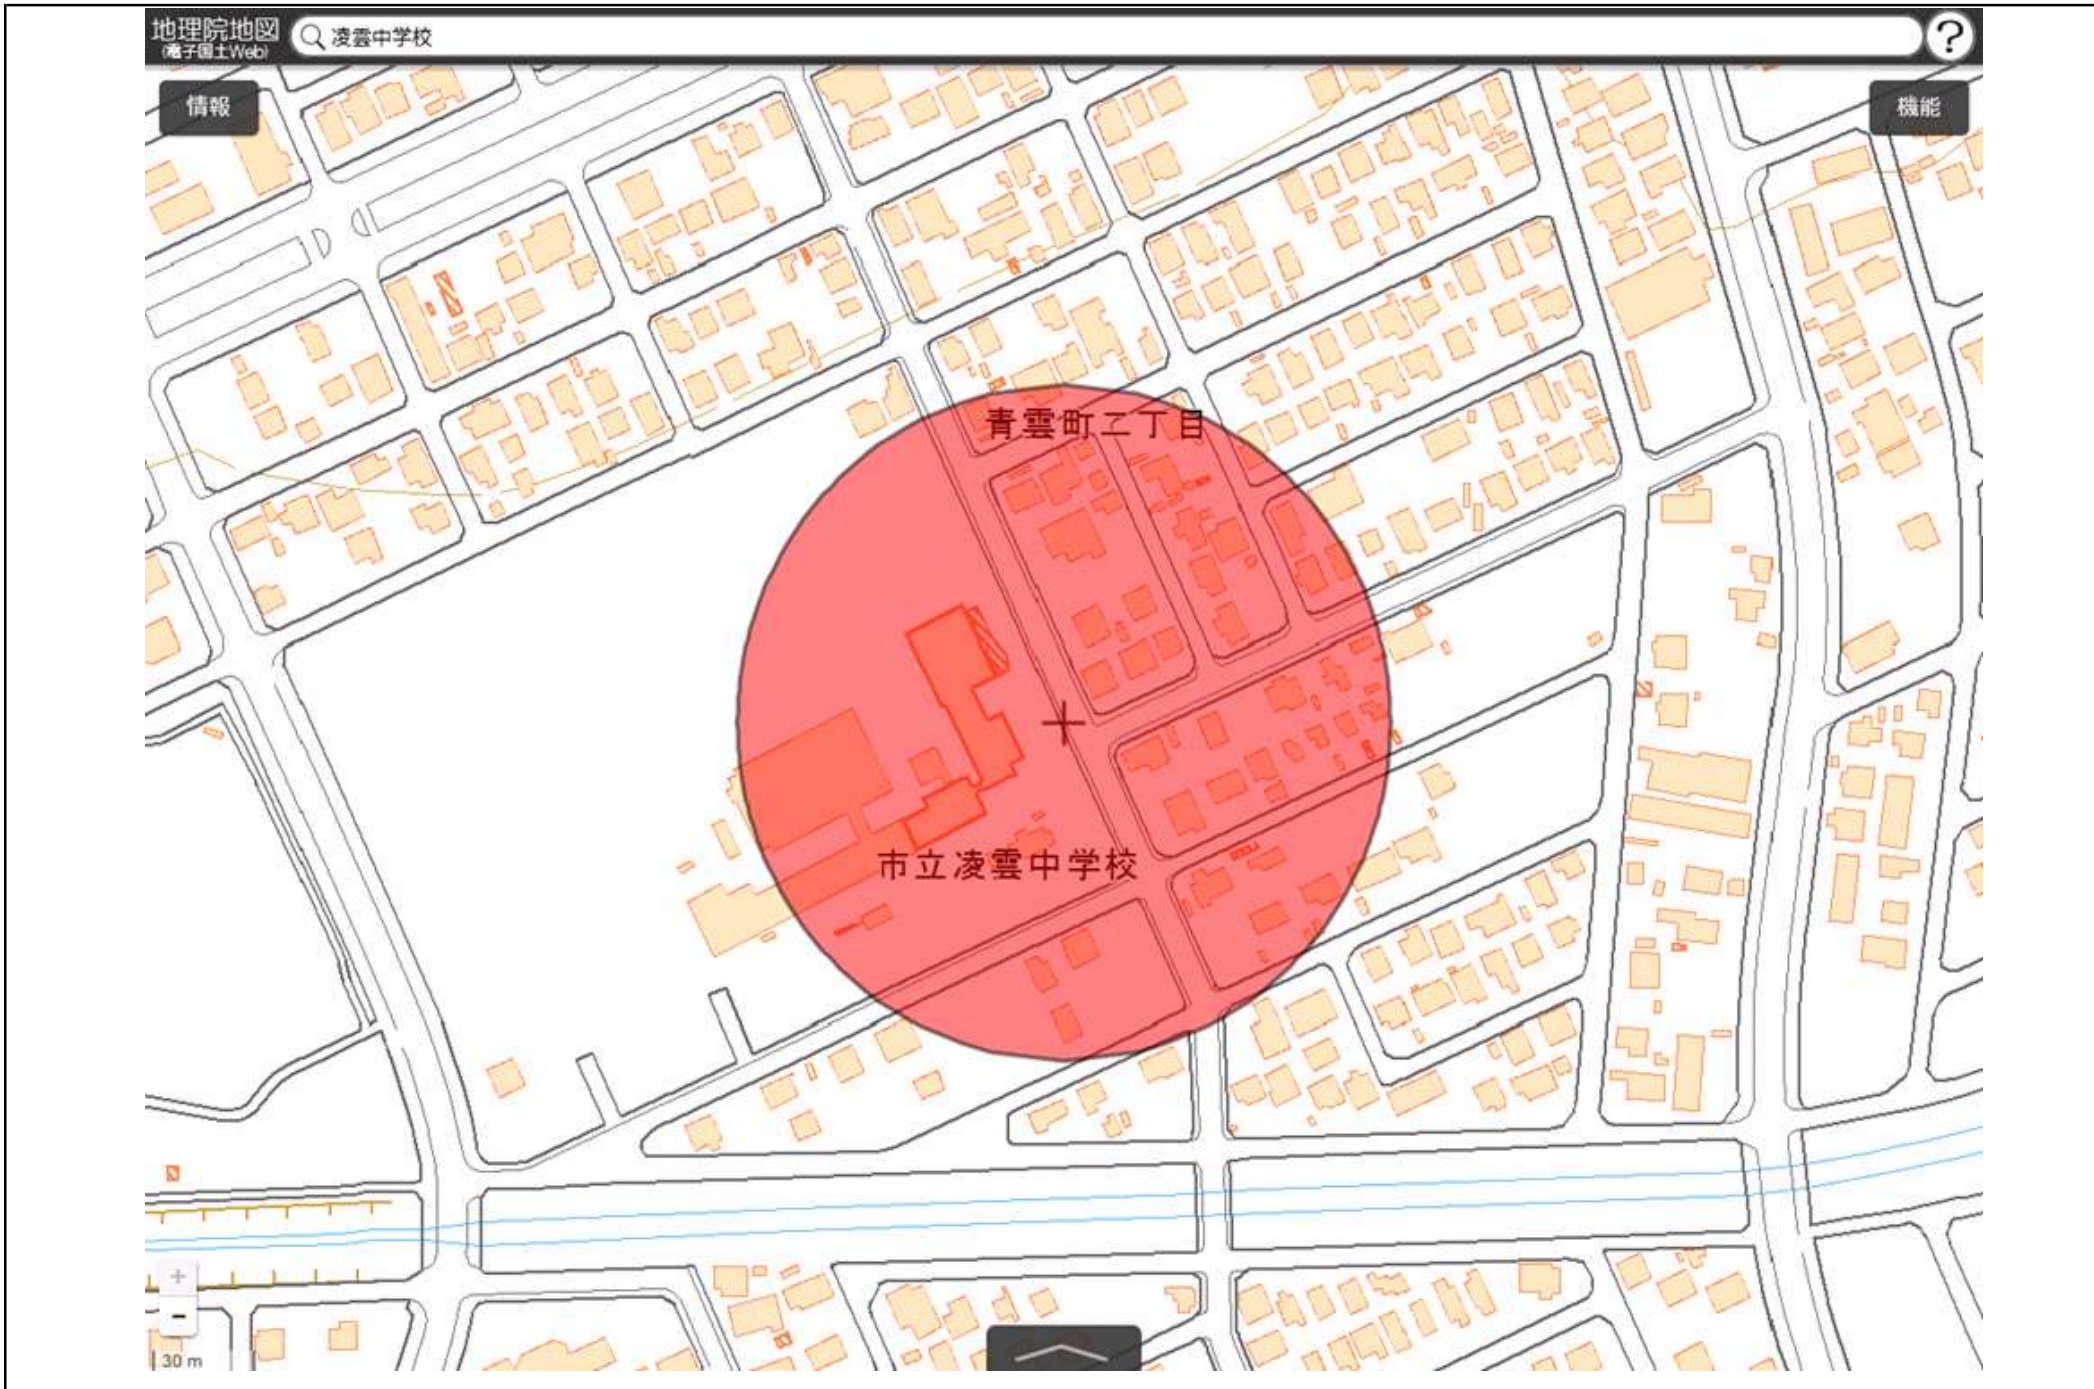 地理院地図
(電子国土Web)
凌雲中学校
?
情報
機能
青雲町二丁目
市立凌雲中学校
+
−
30 m